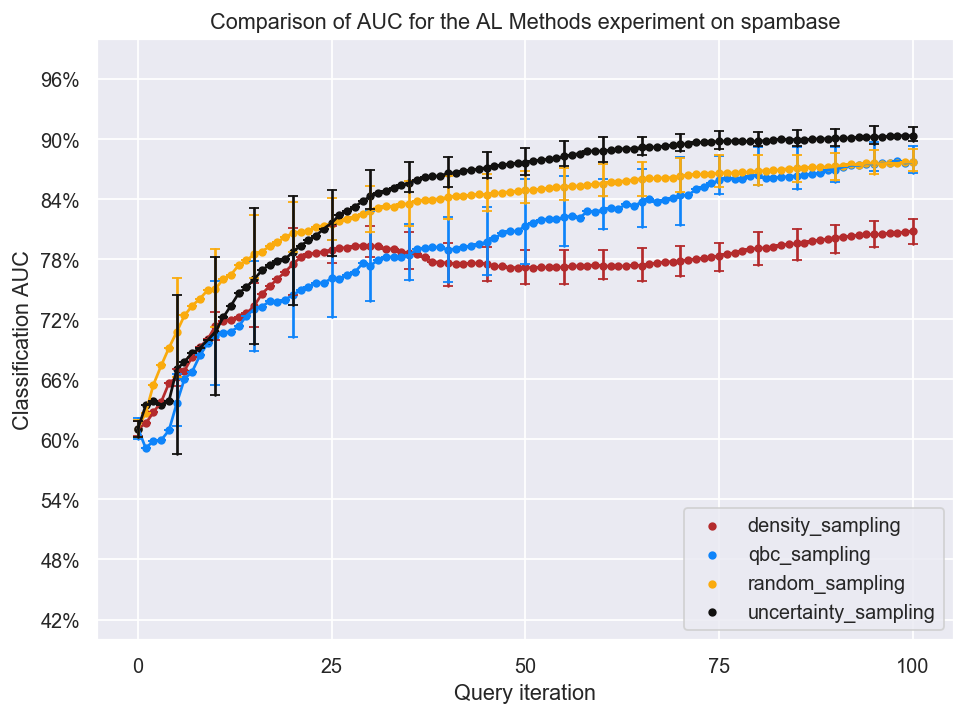 Comparison of AUC for the AL Methods experiment on spambase
Classification AUC
96%
90%
84%
78%
72%
66%
60%
54%
48%
42%
density_sampling
qbc_sampling
random_sampling
uncertainty_sampling
0 25 50 75 100
Query iteration